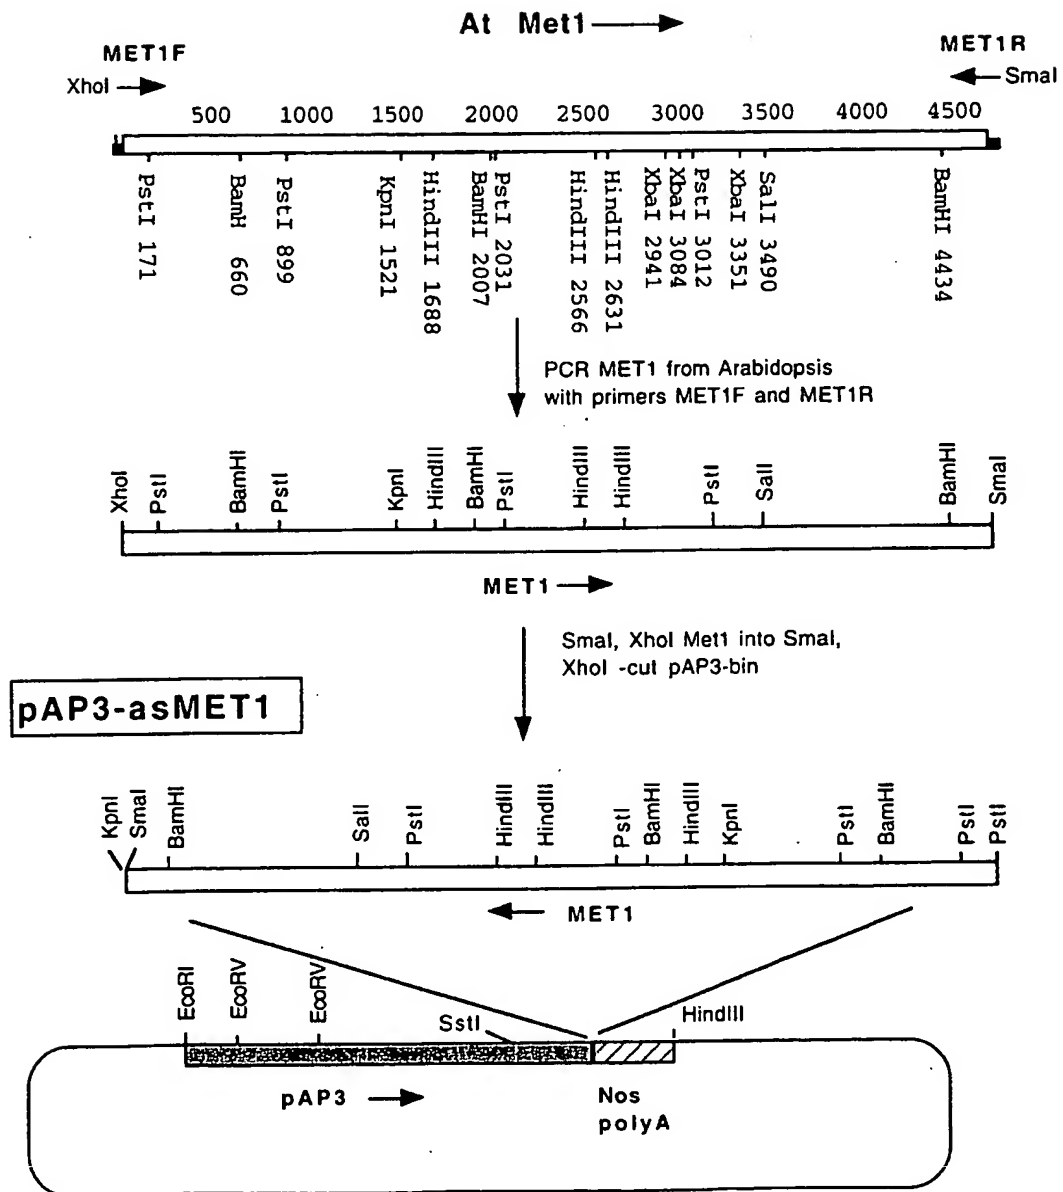 At Met1
MET1F
MET1R
XhoI
SmaI
500 1000 1500 2000 2500 3000 3500 4000 4500
PstI 171
BamH 660
PstI 899
KpnI 1521
HindIII 1688
BamHI 2007
PstI 2031
HindIII 2566
HindIII 2631
XbaI 2941
XbaI 3084
PstI 3012
XbaI 3351
SalI 3490
BamHI 4434
PCR MET1 from Arabidopsis
with primers MET1F and MET1R
XhoI
PstI
BamHI
PstI
KpnI
HindIII
BamHI
PstI
HindIII
HindIII
PstI
SalI
BamHI
SmaI
MET1
SmaI, XhoI Met1 into SmaI,
XhoI -cut pAP3-bin
pAP3-asMET1
KpnI
SmaI
BamHI
SalI
PstI
HindIII
HindIII
PstI
BamHI
HindIII
KpnI
PstI
BamHI
PstI
PstI
MET1
EcoRI
EcoRV
EcoRV
SstI
HindIII
pAP3
Nos
polyA